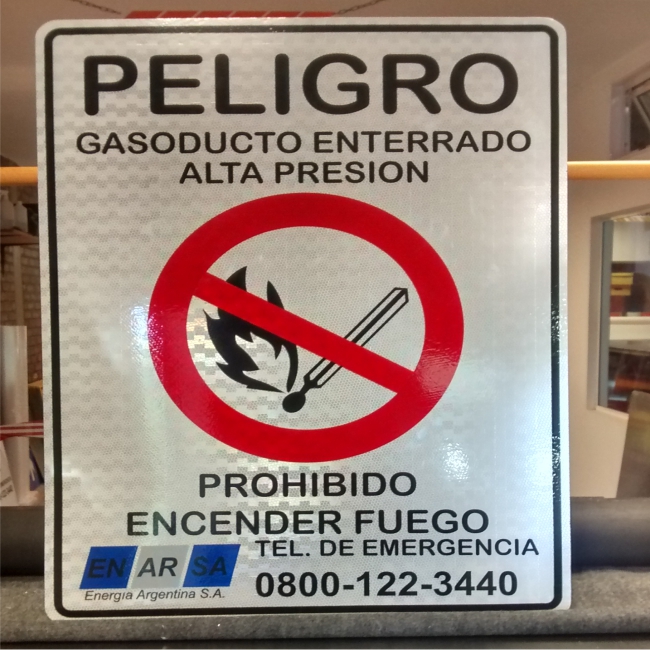 PELIGRO
GASODUCTO ENTERRADO
ALTA PRESION
PROHIBIDO
ENCENDER FUEGO
EN AR SA
Energia Argentina S.A.
TEL. DE EMERGENCIA
0800-122-3440